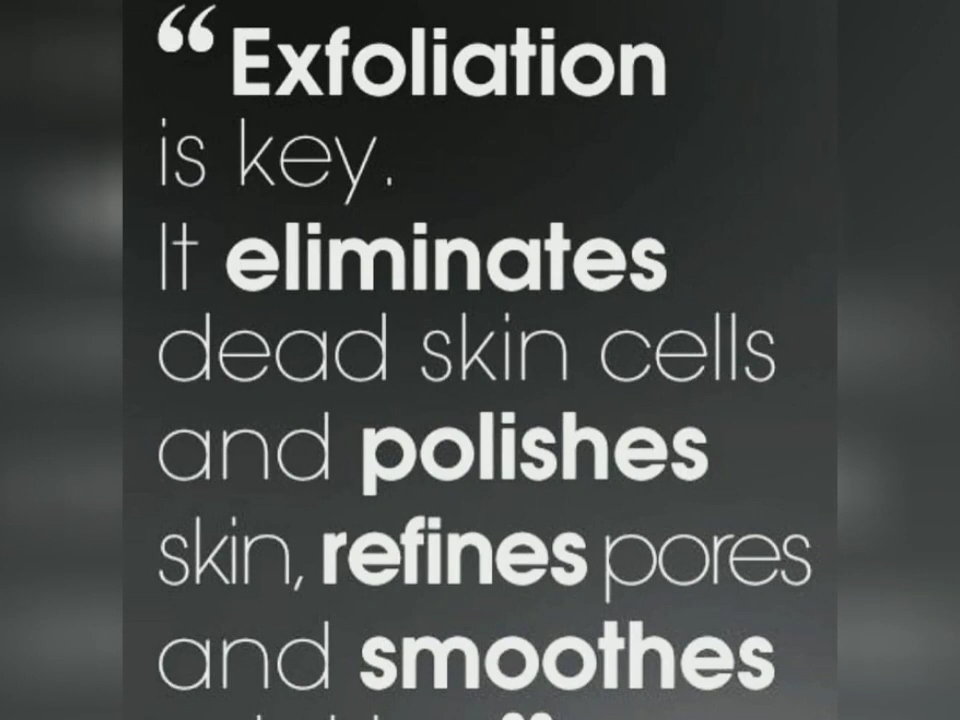 “Exfoliation
is key.
It eliminates
dead skin cells
and polishes
skin, refines pores
and smoothes
”